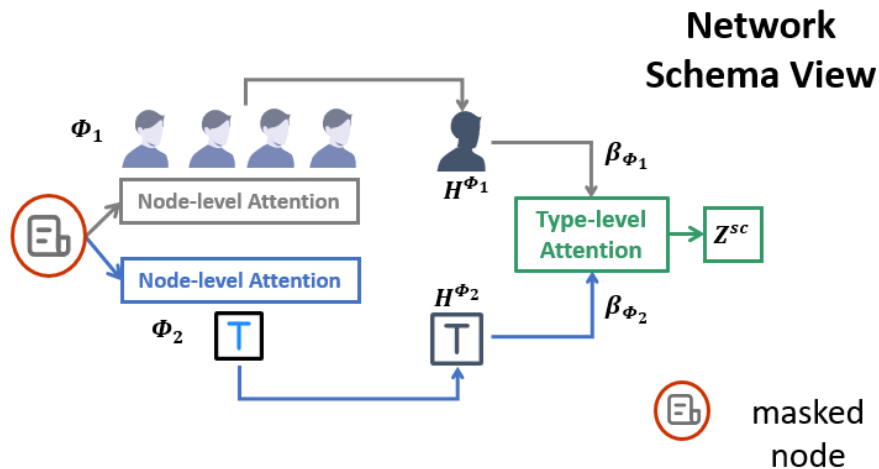 Network
Schema View
Φ₁
Node-level Attention
H^Φ₁
β_Φ₁
Type-level
Attention
Z^sc
Node-level Attention
H^Φ₂
β_Φ₂
Φ₂
T
T
masked
node